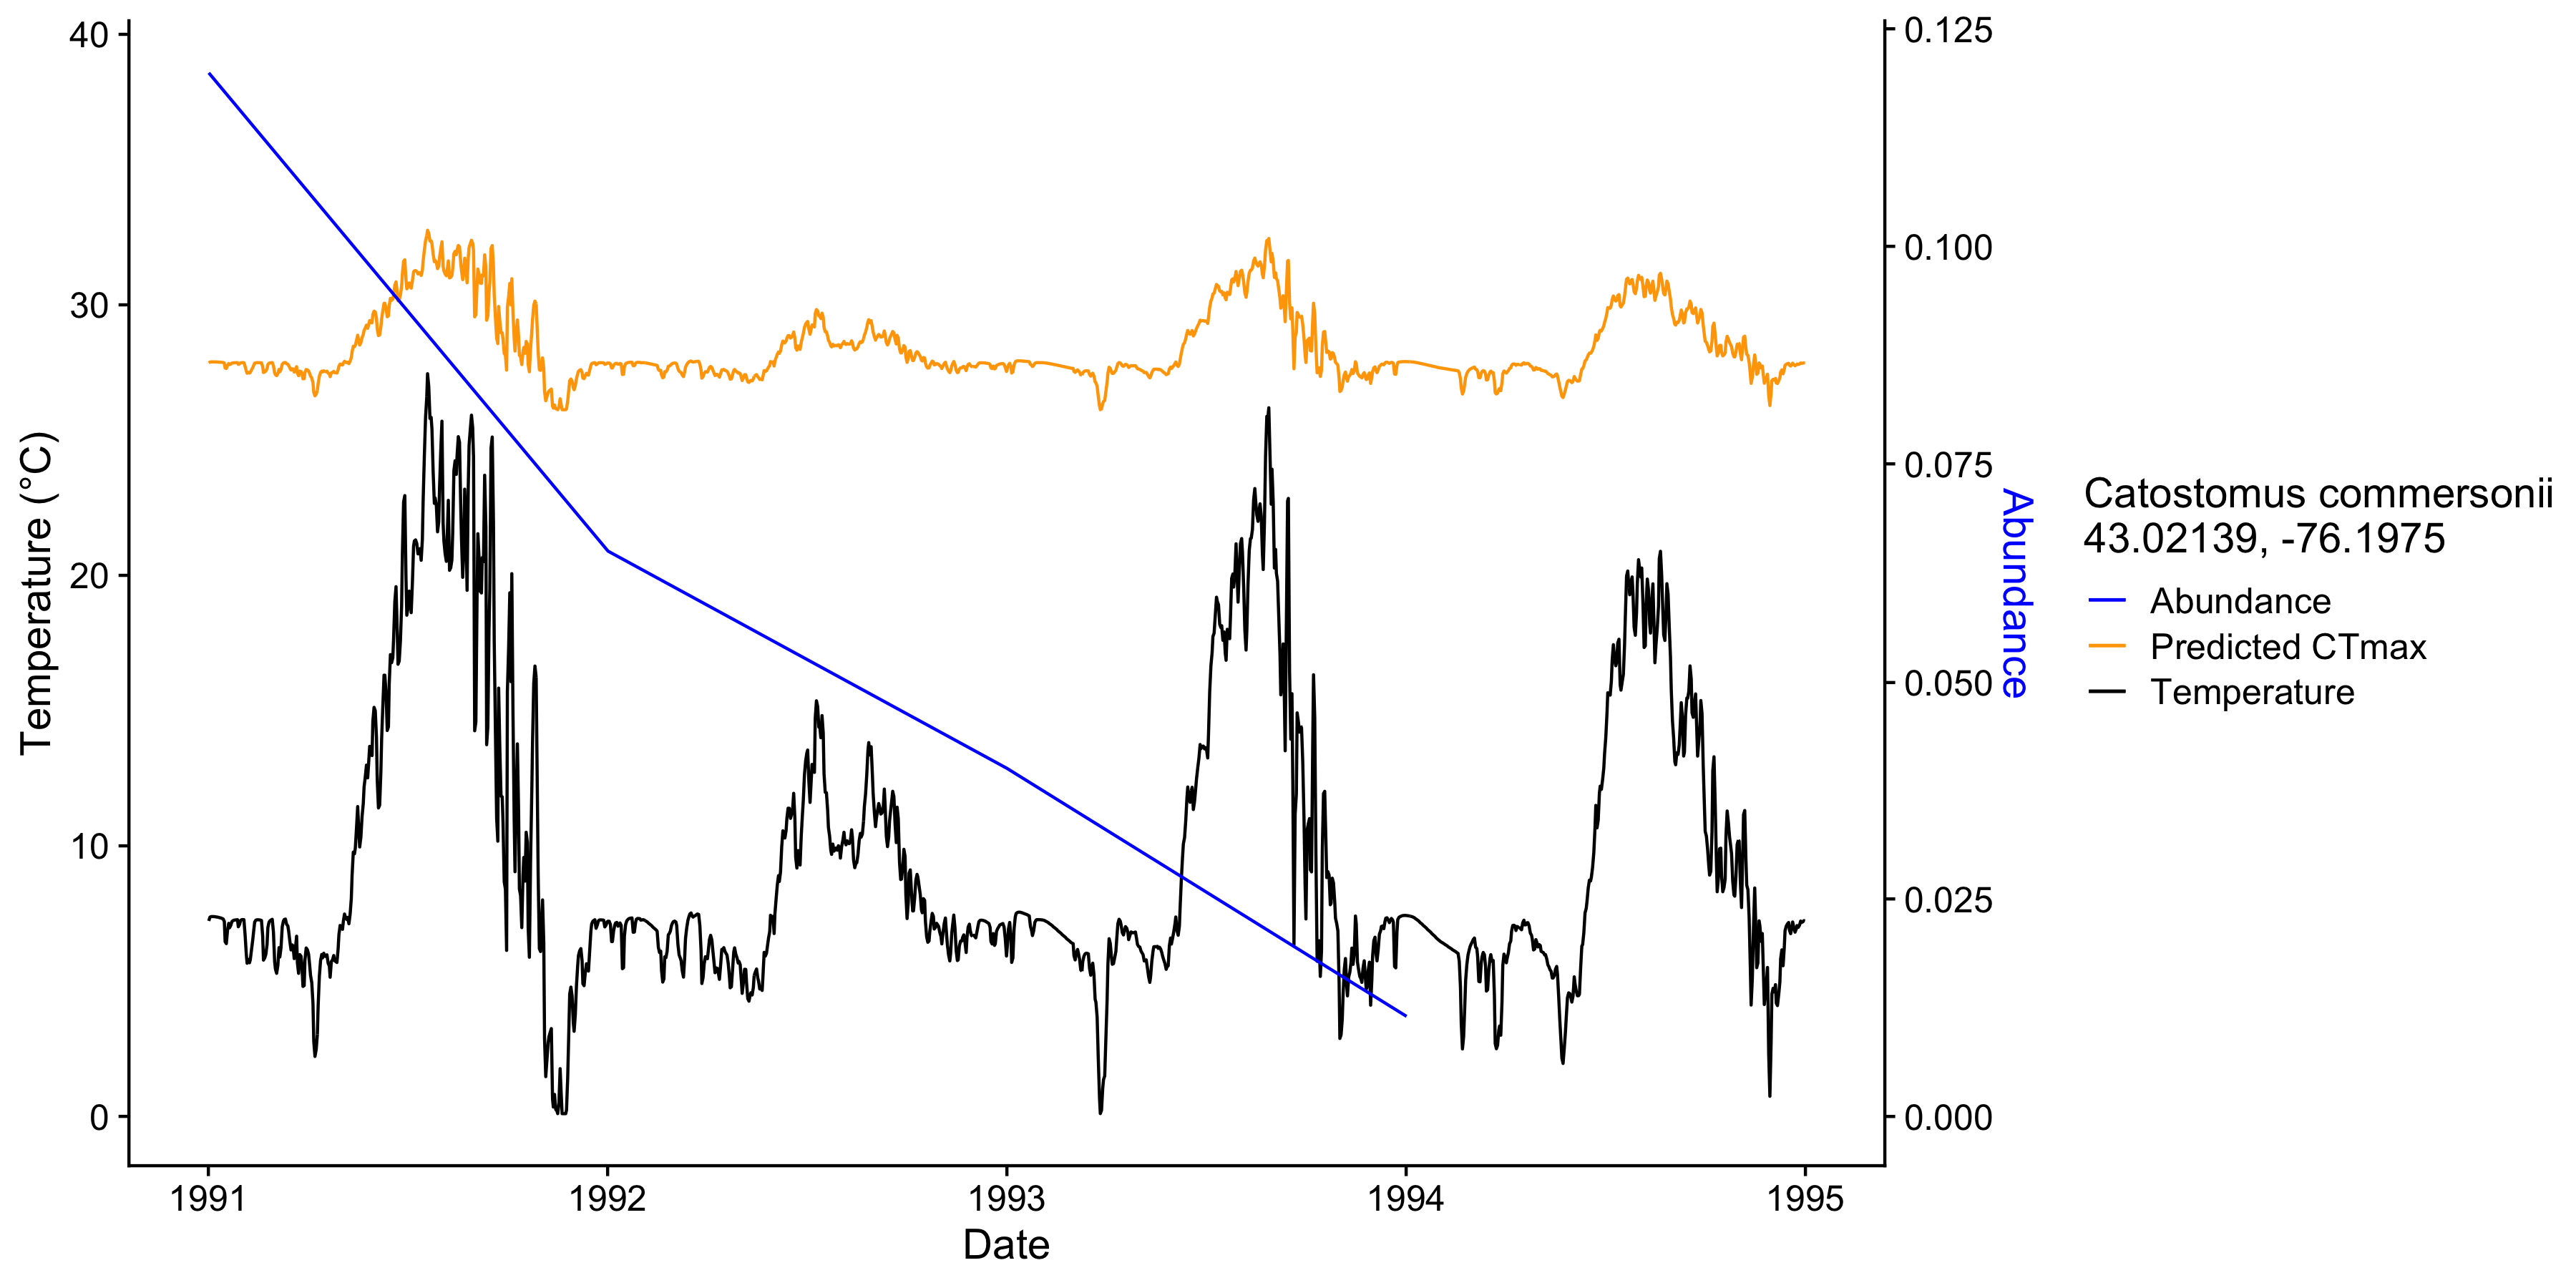 40
30
20
10
0
Temperature (°C)
1991
1992
1993
1994
1995
Date
0.125
0.100
0.075
0.050
0.025
0.000
Abundance
Catostomus commersonii
43.02139, -76.1975
Abundance
Predicted CTmax
Temperature